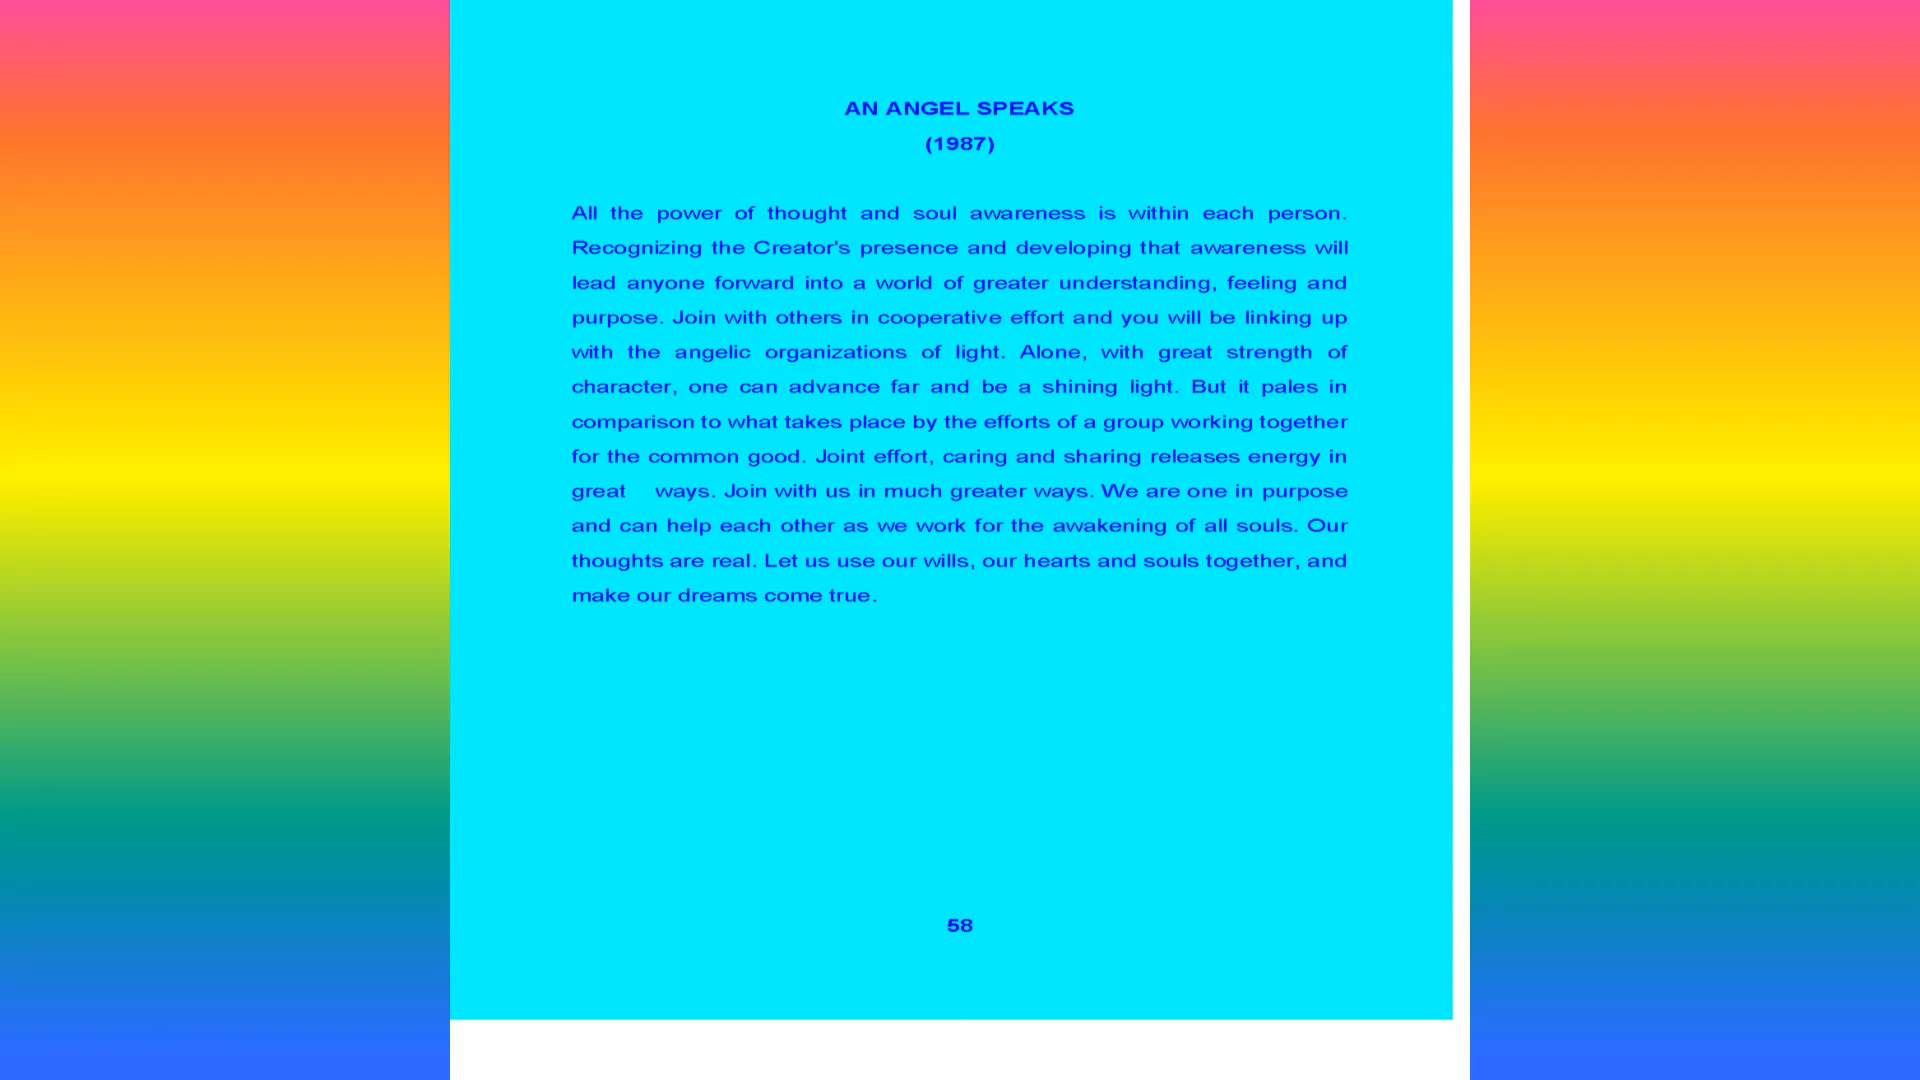 AN ANGEL SPEAKS
(1987)
All the power of thought and soul awareness is within each person.
Recognizing the Creator's presence and developing that awareness will
lead anyone forward into a world of greater understanding, feeling and
purpose. Join with others in cooperative effort and you will be linking up
with the angelic organizations of light. Alone, with great strength of
character, one can advance far and be a shining light. But it pales in
comparison to what takes place by the efforts of a group working together
for the common good. Joint effort, caring and sharing releases energy in
great ways. Join with us in much greater ways. We are one in purpose
and can help each other as we work for the awakening of all souls. Our
thoughts are real. Let us use our wills, our hearts and souls together, and
make our dreams come true.
58